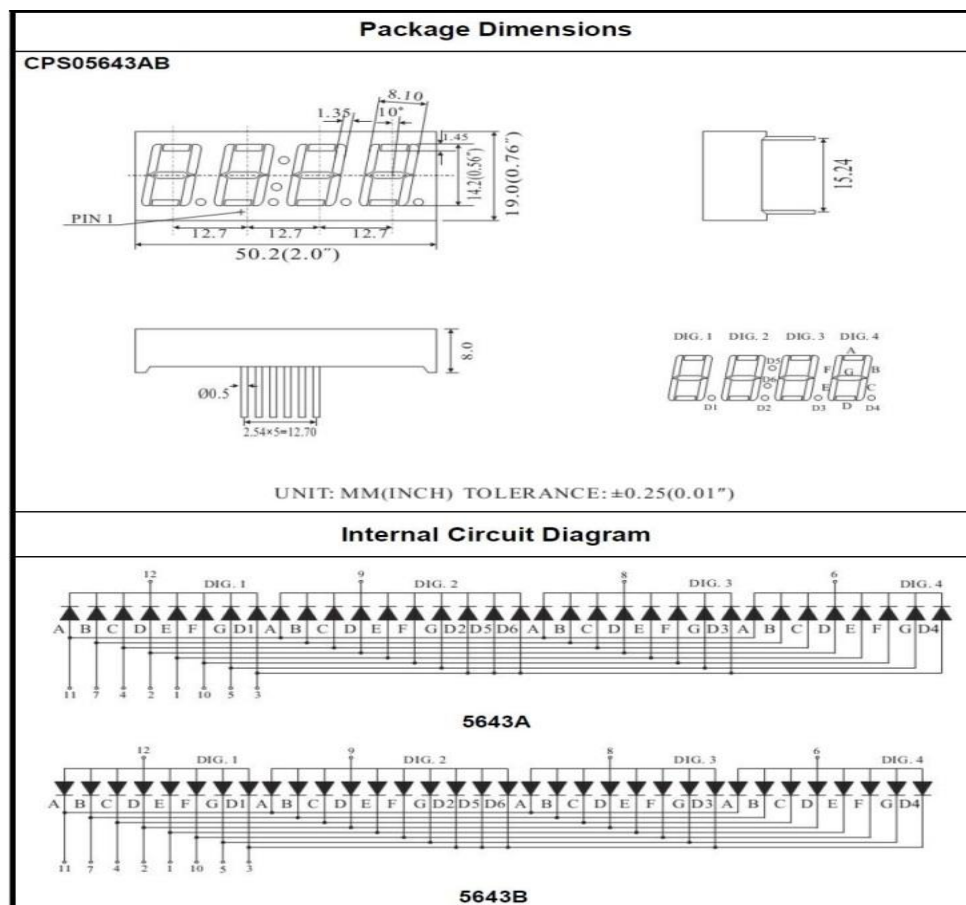 Package Dimensions
CPS05643AB
8.10
1.35 10°
1.45
14.2(0.56")
19.0(0.76")
15.24
PIN 1
12.7 12.7 12.7
50.2(2.0")
8.0
Ø0.5
2.54×5=12.70
DIG. 1 DIG. 2 DIG. 3 DIG. 4
A
D5 F G B
D6 E C
D1 D2 D3 D D4
UNIT: MM(INCH) TOLERANCE: ±0.25(0.01")
Internal Circuit Diagram
12 DIG. 1 9 DIG. 2 8 DIG. 3 6 DIG. 4
A B C D E F G D1 A B C D E F G D2 D5 D6 A B C D E F G D3 A B C D E F G D4
11 7 4 2 1 10 5 3
5643A
12 DIG. 1 9 DIG. 2 8 DIG. 3 6 DIG. 4
A B C D E F G D1 A B C D E F G D2 D5 D6 A B C D E F G D3 A B C D E F G D4
11 7 4 2 1 10 5 3
5643B